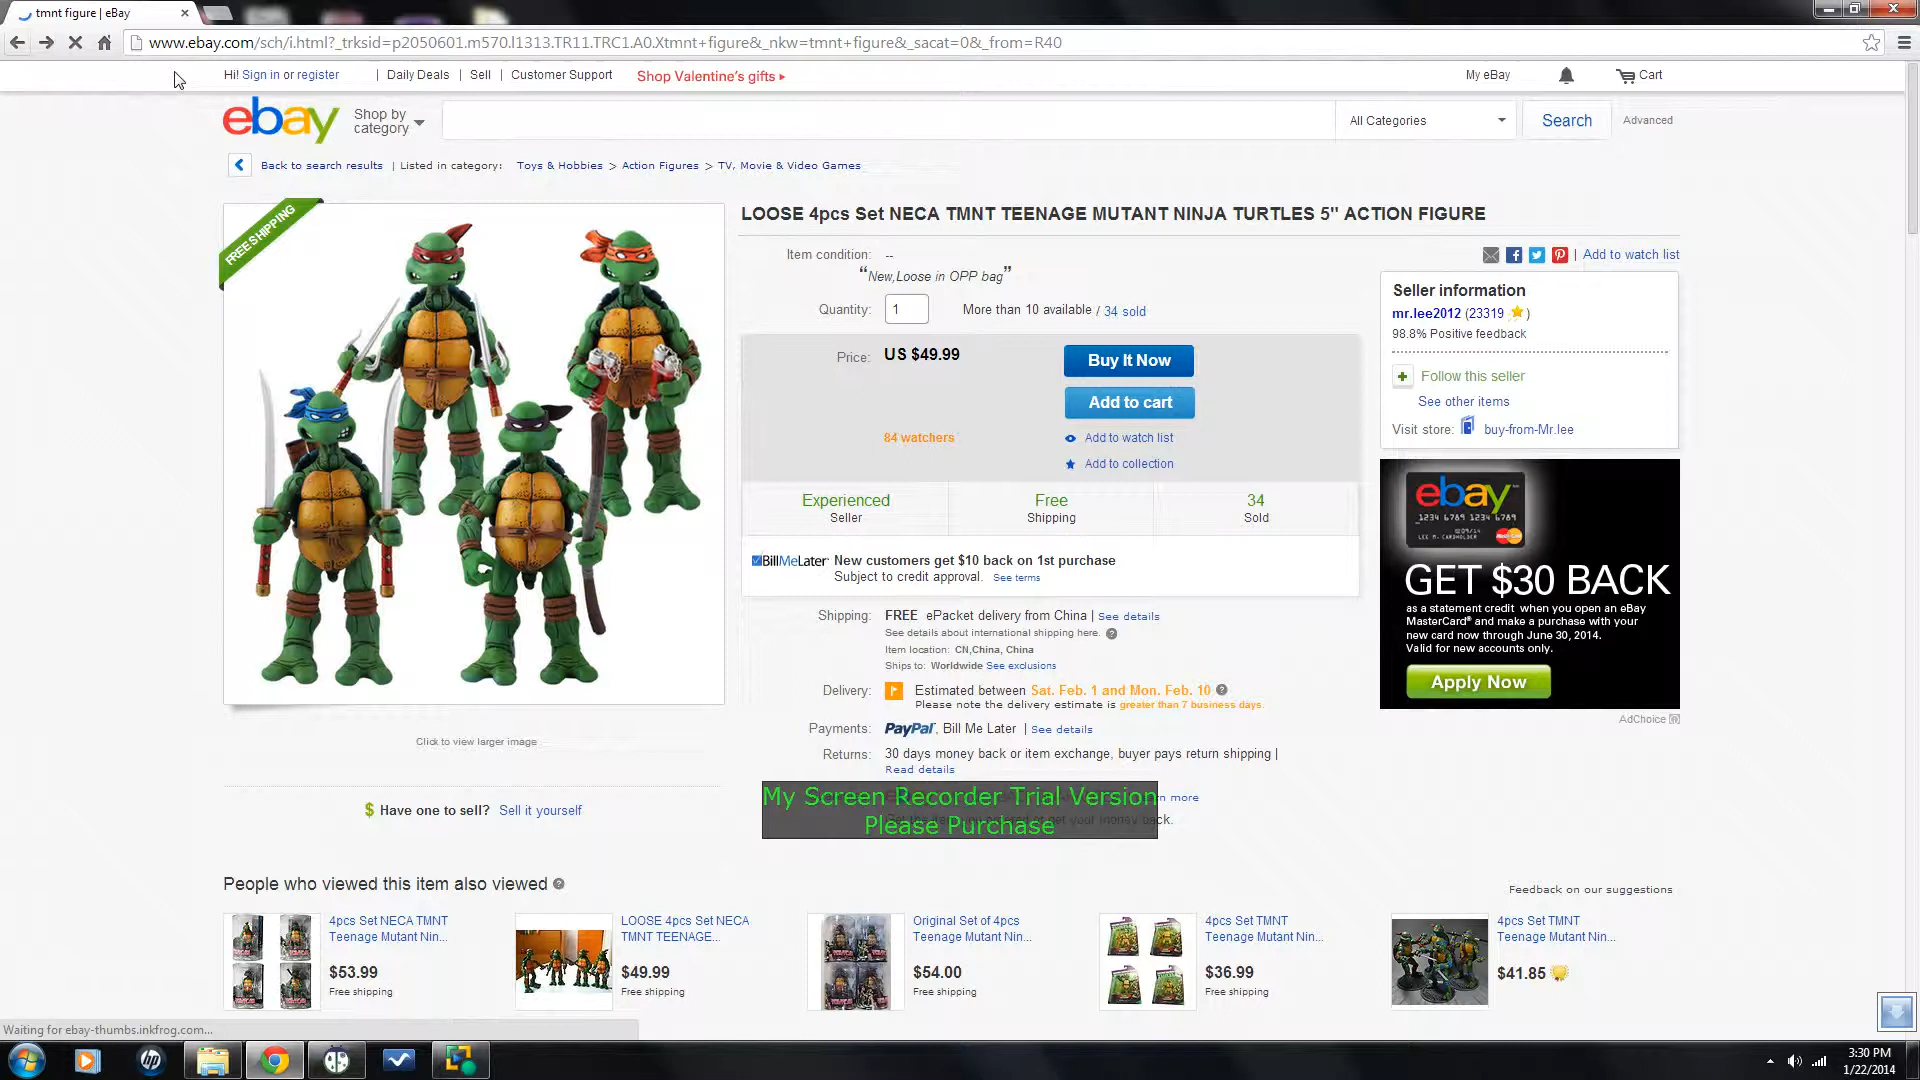 tmnt figure | eBay
www.ebay.com/sch/i.html?_trksid=p2050601.m570.l1313.TR11.TRC1.A0.Xtmnt+figure&_nkw=tmnt+figure&_sacat=0&_from=R40
Hi! Sign in or register | Daily Deals | Sell | Customer Support Shop Valentine's gifts
My eBay Cart
ebay Shop by category All Categories Search Advanced
Back to search results | Listed in category: Toys & Hobbies > Action Figures > TV, Movie & Video Games
FREE SHIPPING
LOOSE 4pcs Set NECA TMNT TEENAGE MUTANT NINJA TURTLES 5" ACTION FIGURE
Item condition: --
"New,Loose in OPP bag"
Quantity: 1 More than 10 available / 34 sold
Price: US $49.99 Buy It Now
Add to cart
84 watchers Add to watch list
Add to collection
Experienced Seller
Free Shipping
34 Sold
BillMeLater New customers get $10 back on 1st purchase
Subject to credit approval. See terms
Shipping: FREE ePacket delivery from China | See details
See details about international shipping here.
Item location: CN,China, China
Ships to: Worldwide See exclusions
Delivery: Estimated between Sat. Feb. 1 and Mon. Feb. 10
Please note the delivery estimate is greater than 7 business days.
Payments: PayPal, Bill Me Later | See details
Returns: 30 days money back or item exchange, buyer pays return shipping |
Read details
My Screen Recorder Trial Version
Please Purchase
more
back.
Add to watch list
Seller information
mr.lee2012 (23319)
98.8% Positive feedback
Follow this seller
See other items
Visit store: buy-from-Mr.lee
ebay
1234 6789 1234 6789
LEE M. CARDHOLDER
GET $30 BACK
as a statement credit when you open an eBay
MasterCard® and make a purchase with your
new card now through June 30, 2014.
Valid for new accounts only.
Apply Now
AdChoice
Click to view larger image
$ Have one to sell? Sell it yourself
People who viewed this item also viewed
Feedback on our suggestions
4pcs Set NECA TMNT
Teenage Mutant Nin...
$53.99
Free shipping
LOOSE 4pcs Set NECA
TMNT TEENAGE...
$49.99
Free shipping
Original Set of 4pcs
Teenage Mutant Nin...
$54.00
Free shipping
4pcs Set TMNT
Teenage Mutant Nin...
$36.99
Free shipping
4pcs Set TMNT
Teenage Mutant Nin...
$41.85
Waiting for ebay-thumbs.inkfrog.com...
hp
3:30 PM
1/22/2014